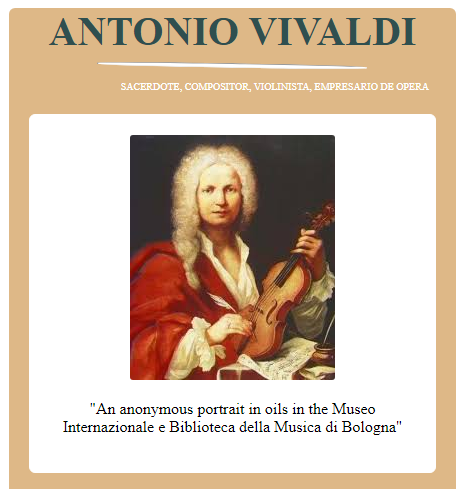 ANTONIO VIVALDI
SACERDOTE, COMPOSITOR, VIOLINISTA, EMPRESARIO DE OPERA
"An anonymous portrait in oils in the Museo
Internazionale e Biblioteca della Musica di Bologna"